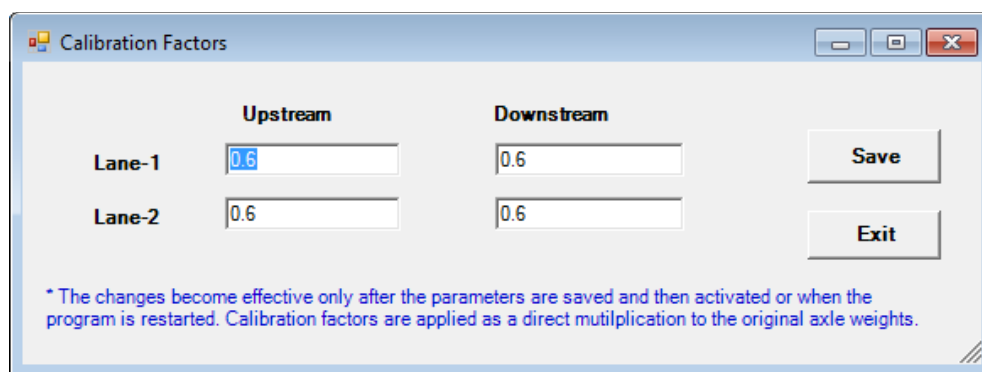 Calibration Factors
Upstream Downstream
Lane-1 0.6 0.6 Save
Lane-2 0.6 0.6 Exit
* The changes become effective only after the parameters are saved and then activated or when the
program is restarted. Calibration factors are applied as a direct mutilplication to the original axle weights.